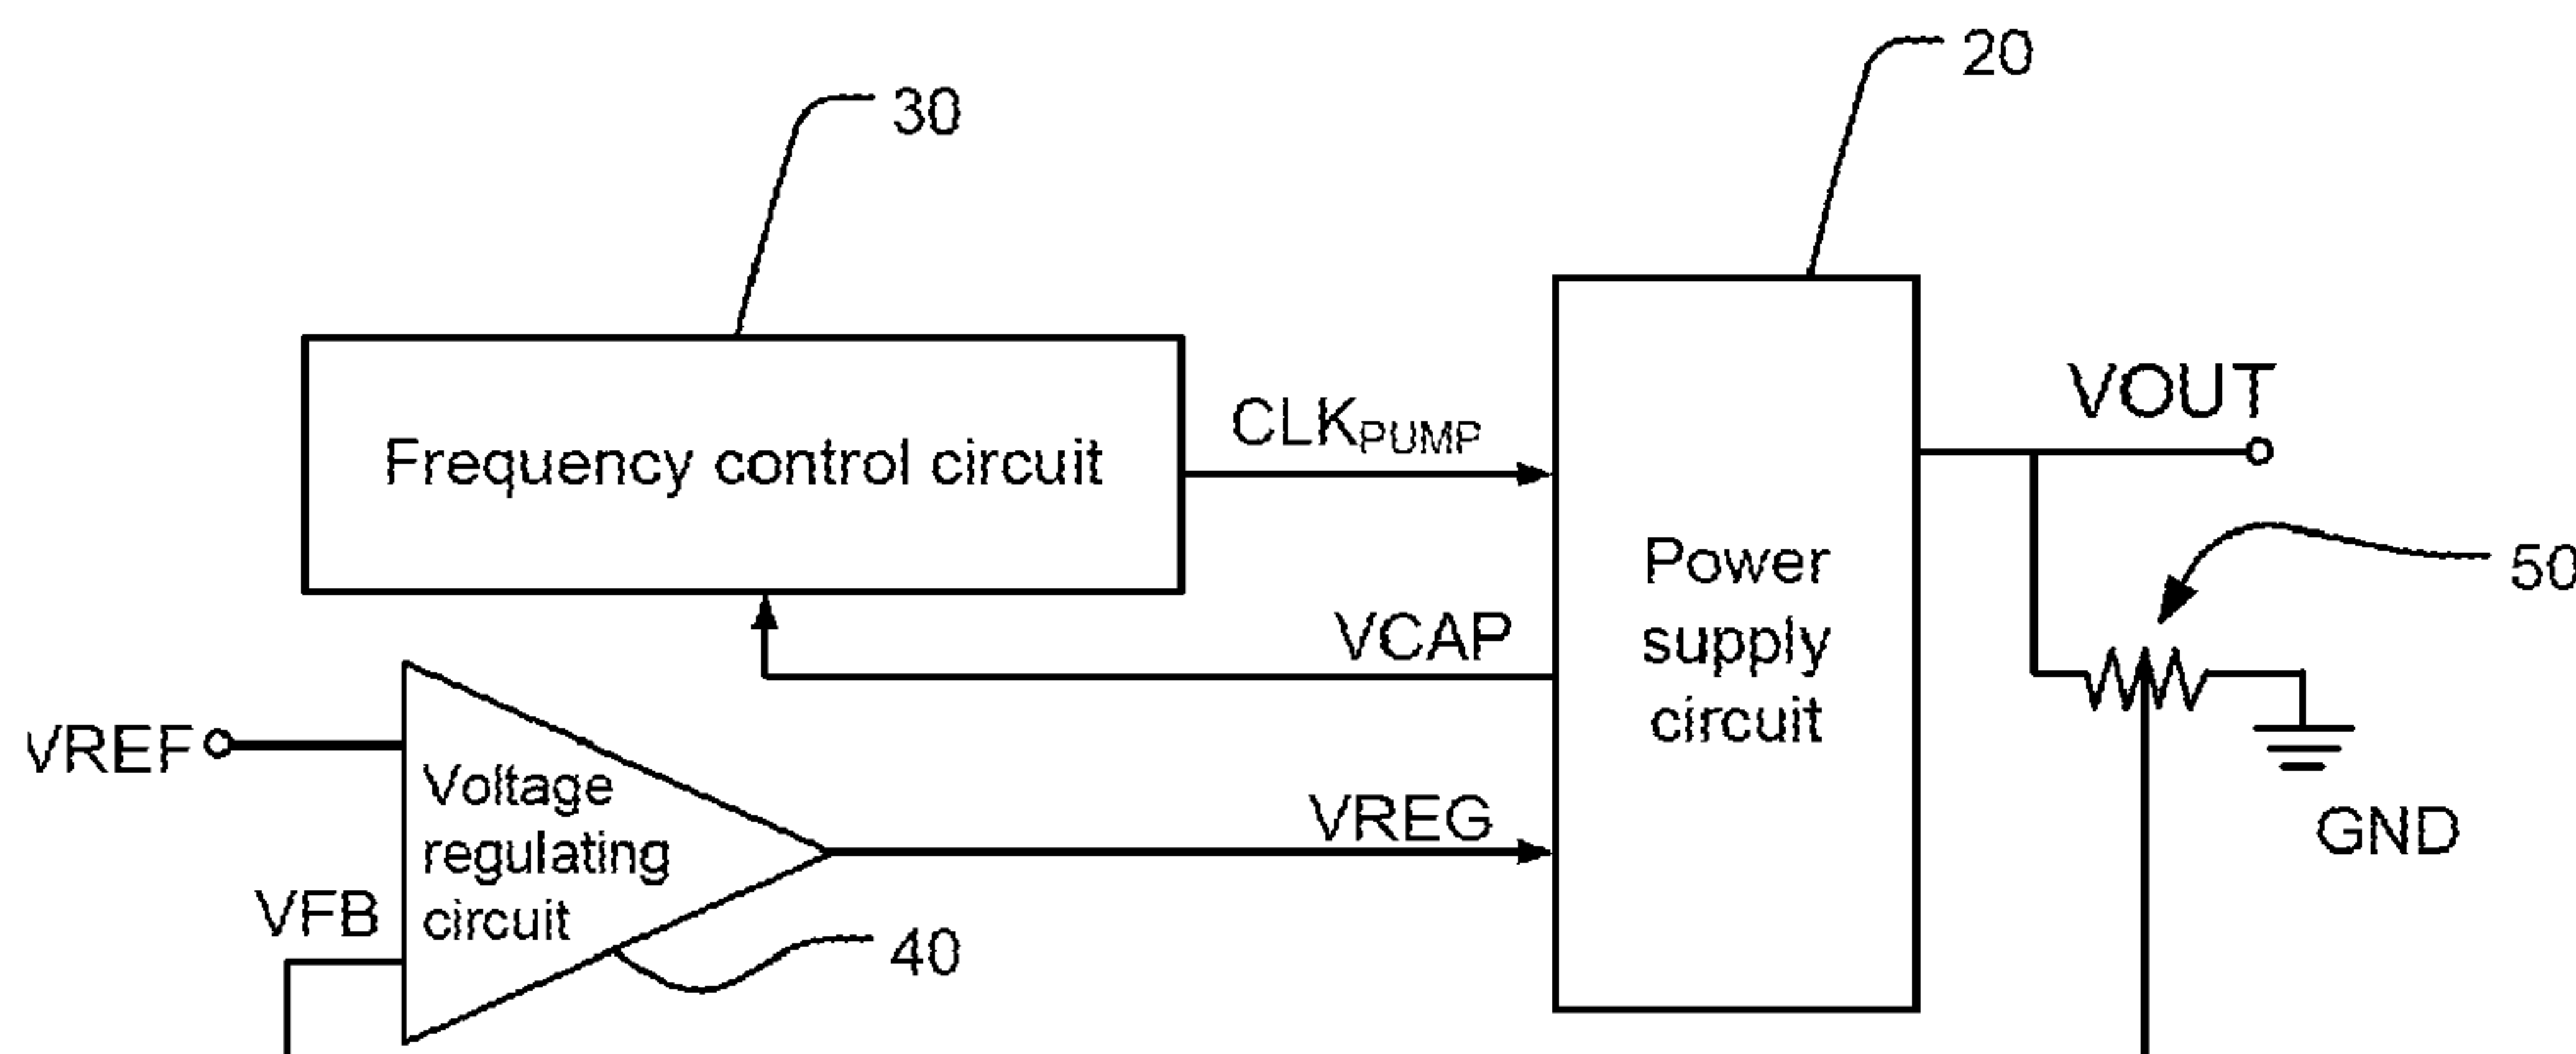 20
30
VOUT
CLKPUMP
Frequency control circuit
Power
supply
circuit
50
VCAP
VREF
Voltage
regulating
circuit
VREG
GND
VFB
40